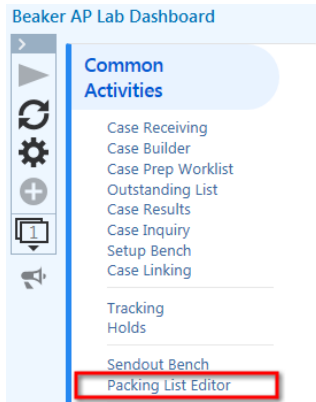 Beaker AP Lab Dashboard
Common
Activities
Case Receiving
Case Builder
Case Prep Worklist
Outstanding List
Case Results
Case Inquiry
Setup Bench
Case Linking
1
Tracking
Holds
Sendout Bench
Packing List Editor